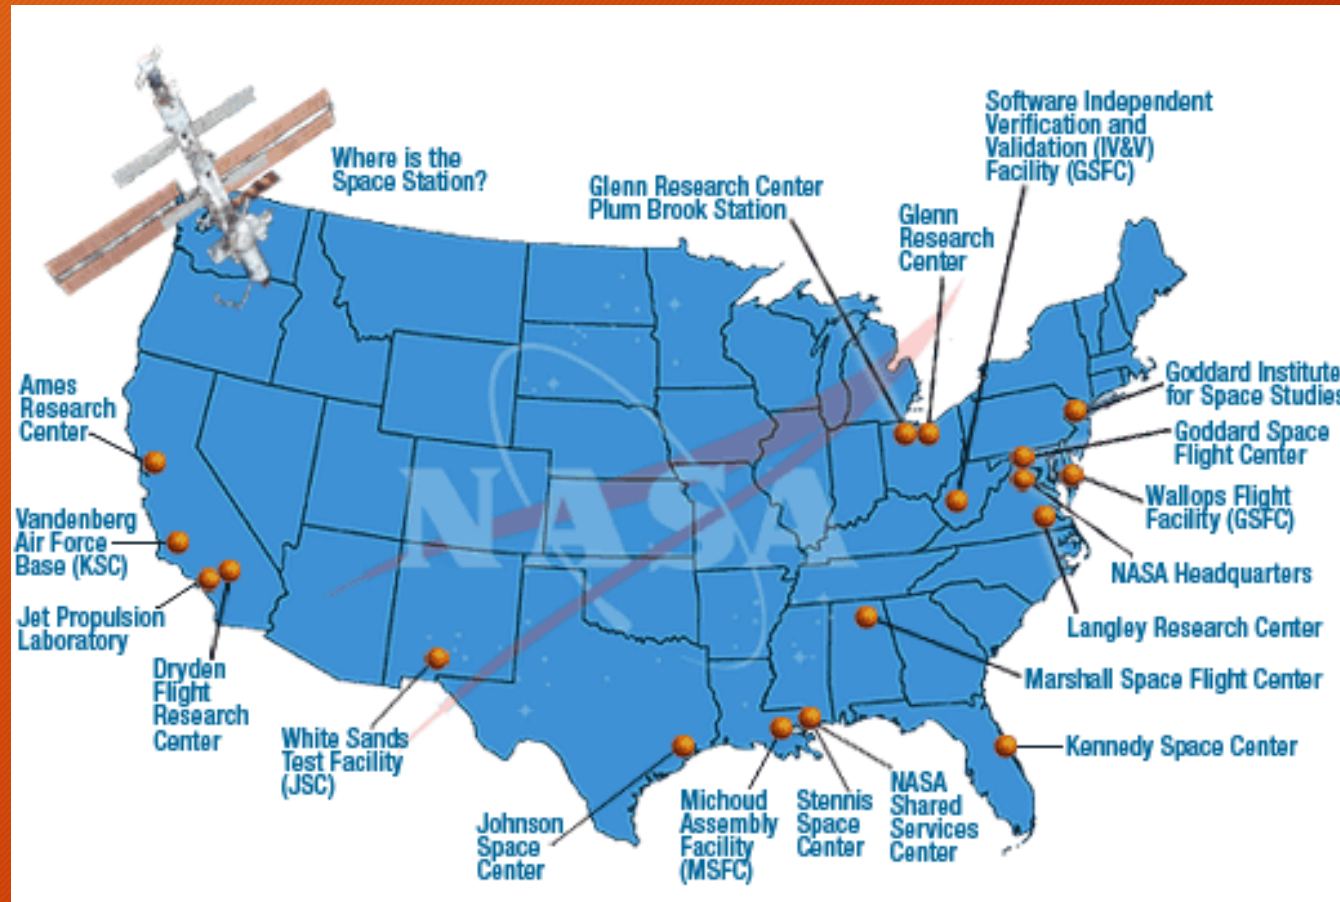 Where is the
Space Station?
Software Independent
Verification and
Validation (IV&V)
Facility (GSFC)
Glenn Research Center
Plum Brook Station
Glenn
Research
Center
Ames
Research
Center
Goddard Institute
for Space Studies
Goddard Space
Flight Center
Wallops Flight
Facility (GSFC)
NASA
Vandenberg
Air Force
Base (KSC)
NASA Headquarters
Jet Propulsion
Laboratory
Langley Research Center
Dryden
Flight
Research
Center
Marshall Space Flight Center
White Sands
Test Facility
(JSC)
Kennedy Space Center
Johnson
Space
Center
Michoud
Assembly
Facility
(MSFC)
Stennis
Space
Center
NASA
Shared
Services
Center